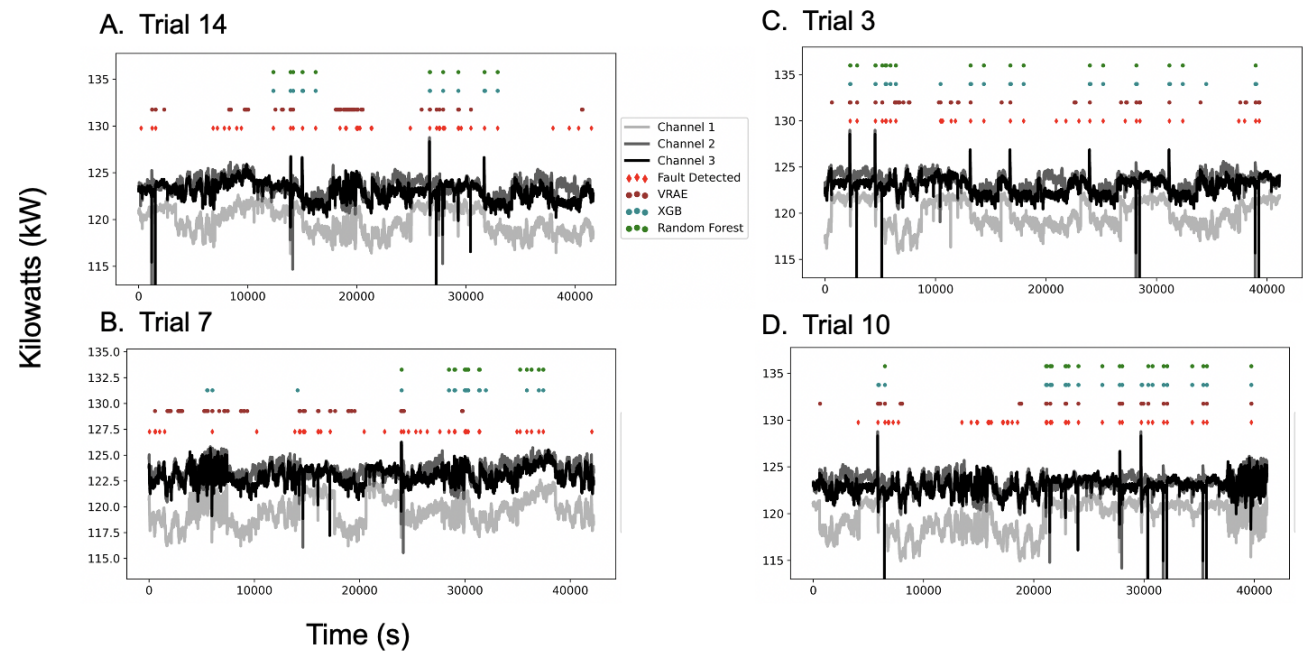 A. Trial 14
135
130
125
120
115
0 10000 20000 30000 40000
Channel 1
Channel 2
Channel 3
Fault Detected
VRAE
XGB
Random Forest
C. Trial 3
135
130
125
120
115
0 10000 20000 30000 40000
B. Trial 7
135.0
132.5
130.0
127.5
125.0
122.5
120.0
117.5
115.0
0 10000 20000 30000 40000
D. Trial 10
135
130
125
120
115
0 10000 20000 30000 40000
Kilowatts (kW)
Time (s)